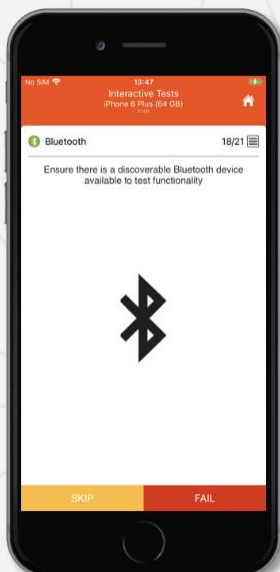 No SIM
13:47
Interactive Tests
iPhone 8 Plus (64 GB)
Bluetooth
18/21
Ensure there is a discoverable Bluetooth device
available to test functionality
SKIP
FAIL